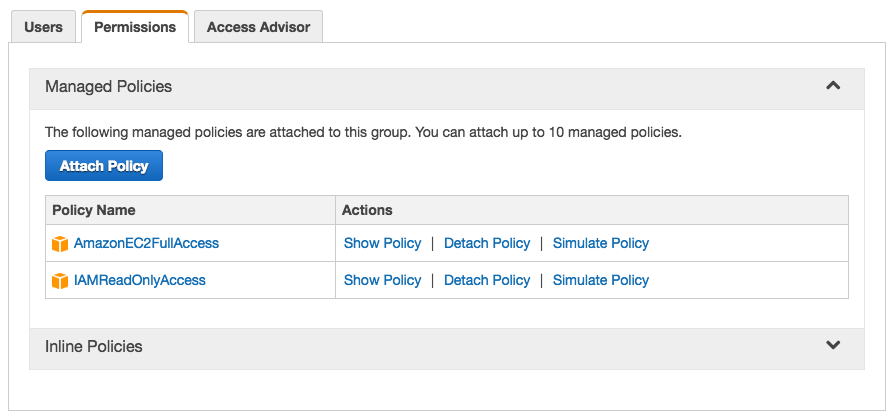 Users Permissions Access Advisor
Managed Policies
The following managed policies are attached to this group. You can attach up to 10 managed policies.
Attach Policy
Policy Name Actions
AmazonEC2FullAccess Show Policy | Detach Policy | Simulate Policy
IAMReadOnlyAccess Show Policy | Detach Policy | Simulate Policy
Inline Policies